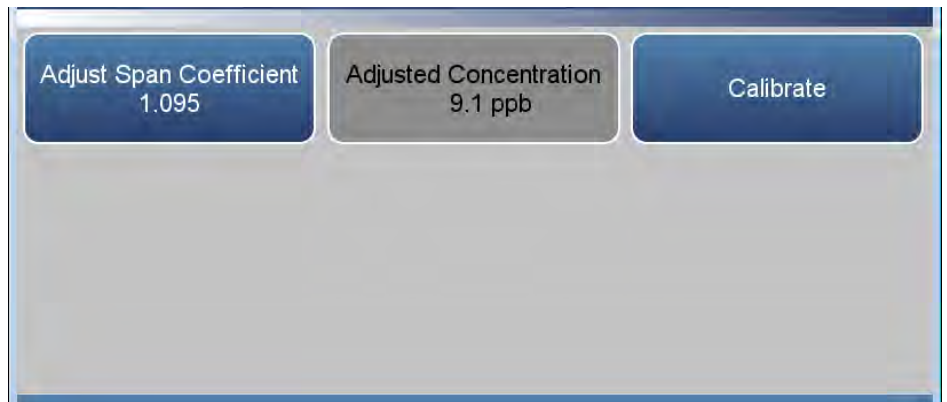 Adjust Span Coefficient
1.095
Adjusted Concentration
9.1 ppb
Calibrate